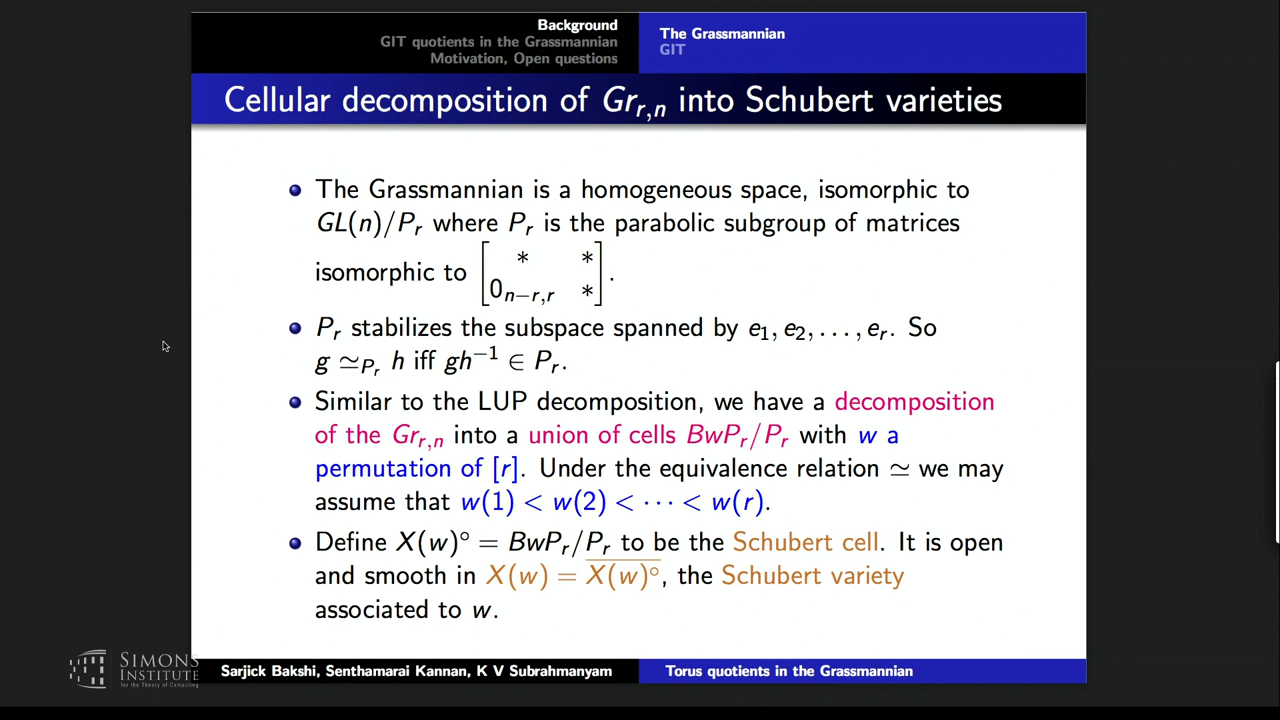 Background
GIT quotients in the Grassmannian
Motivation, Open questions
The Grassmannian
GIT
Cellular decomposition of Gr_{r,n} into Schubert varieties
The Grassmannian is a homogeneous space, isomorphic to
GL(n)/P_r where P_r is the parabolic subgroup of matrices
isomorphic to [* * ; 0_{n−r,r} *].
P_r stabilizes the subspace spanned by e_1, e_2, . . . , e_r. So
g ≃_{P_r} h iff gh^{−1} ∈ P_r.
Similar to the LUP decomposition, we have a decomposition
of the Gr_{r,n} into a union of cells BwP_r/P_r with w a
permutation of [r]. Under the equivalence relation ≃ we may
assume that w(1) < w(2) < · · · < w(r).
Define X(w)° = BwP_r/P_r to be the Schubert cell. It is open
and smooth in X(w) = \overline{X(w)°}, the Schubert variety
associated to w.
SIMONS
INSTITUTE
for the Theory of Computing
Sarjick Bakshi, Senthamarai Kannan, K V Subrahmanyam
Torus quotients in the Grassmannian